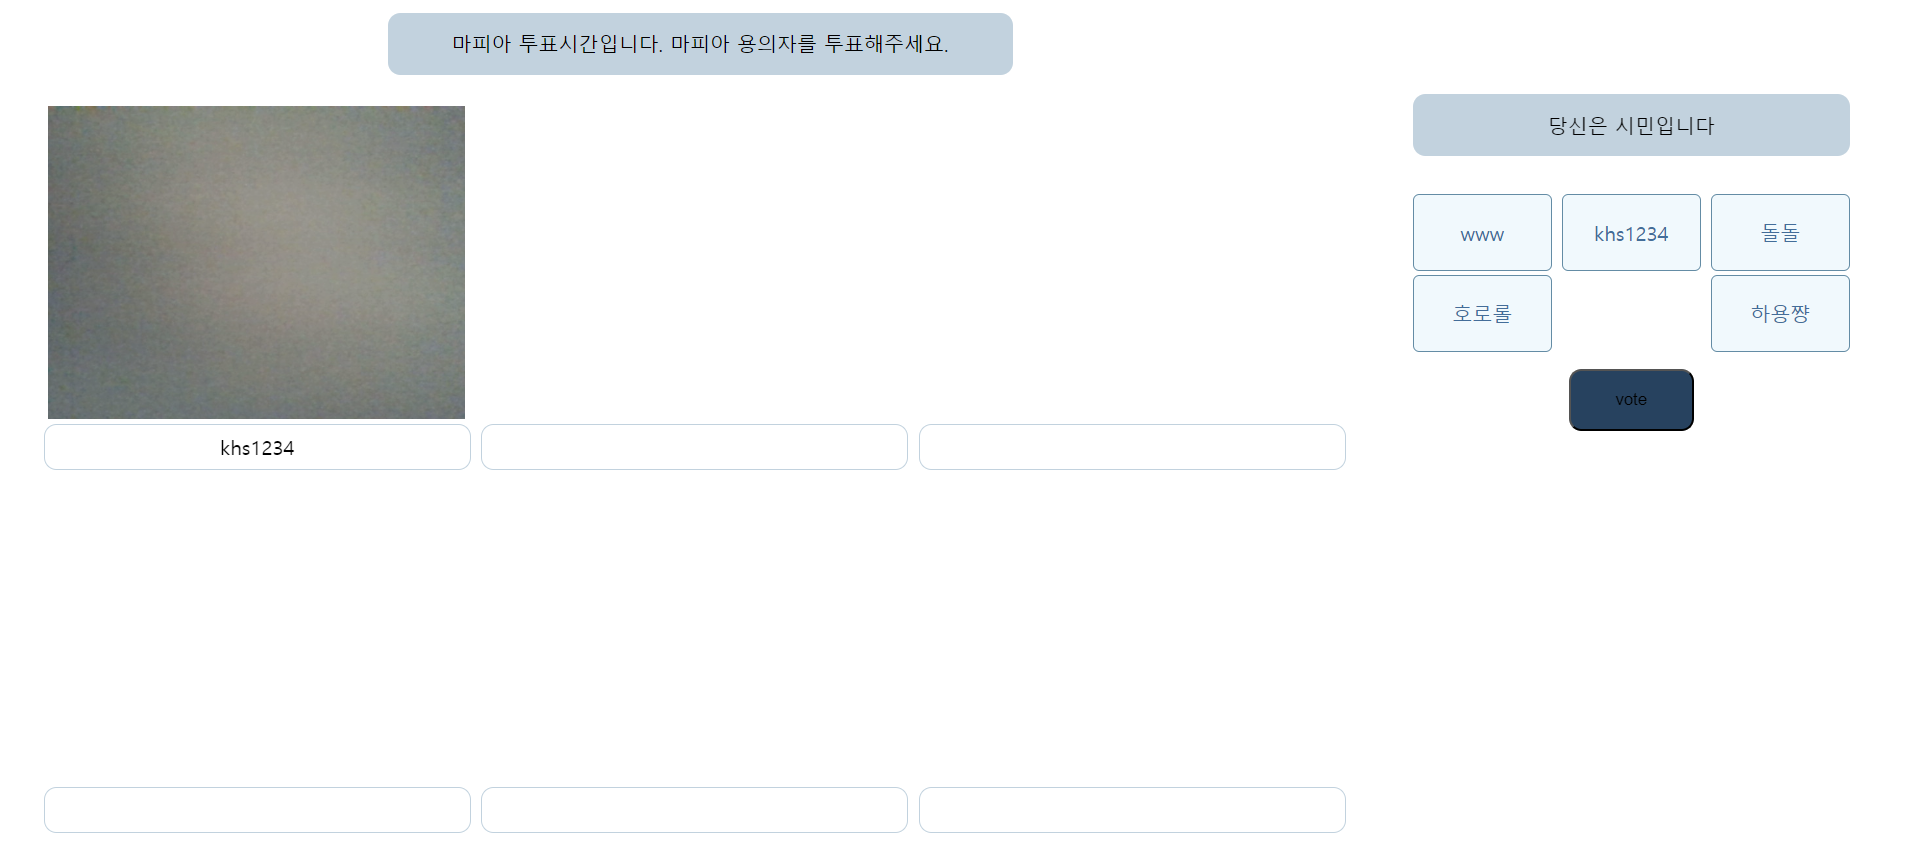 마피아 투표시간입니다. 마피아 용의자를 투표해주세요.
당신은 시민입니다
www khs1234 돌돌
호로롤 하용쨩
vote
khs1234